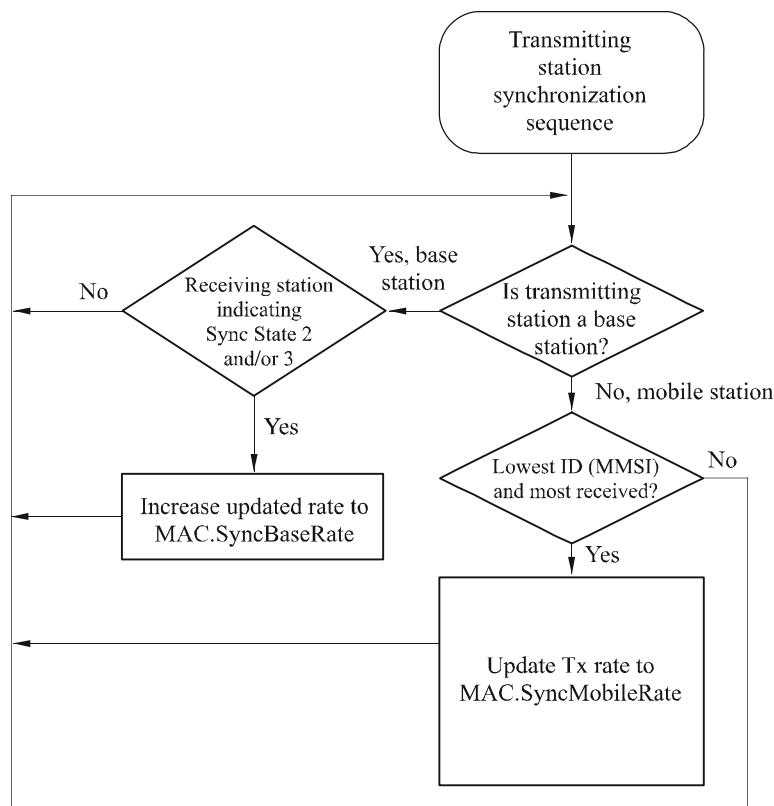 Transmitting
station
synchronization
sequence
Yes, base
station
Is transmitting
station a base
station?
Receiving station
indicating
Sync State 2
and/or 3
No
No, mobile station
Yes
Lowest ID (MMSI)
and most received?
No
Increase updated rate to
MAC.SyncBaseRate
Yes
Update Tx rate to
MAC.SyncMobileRate